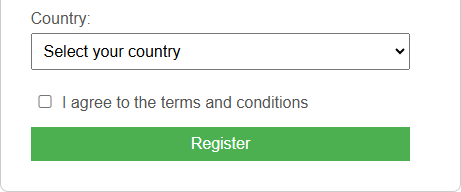 Country:
Select your country
I agree to the terms and conditions
Register